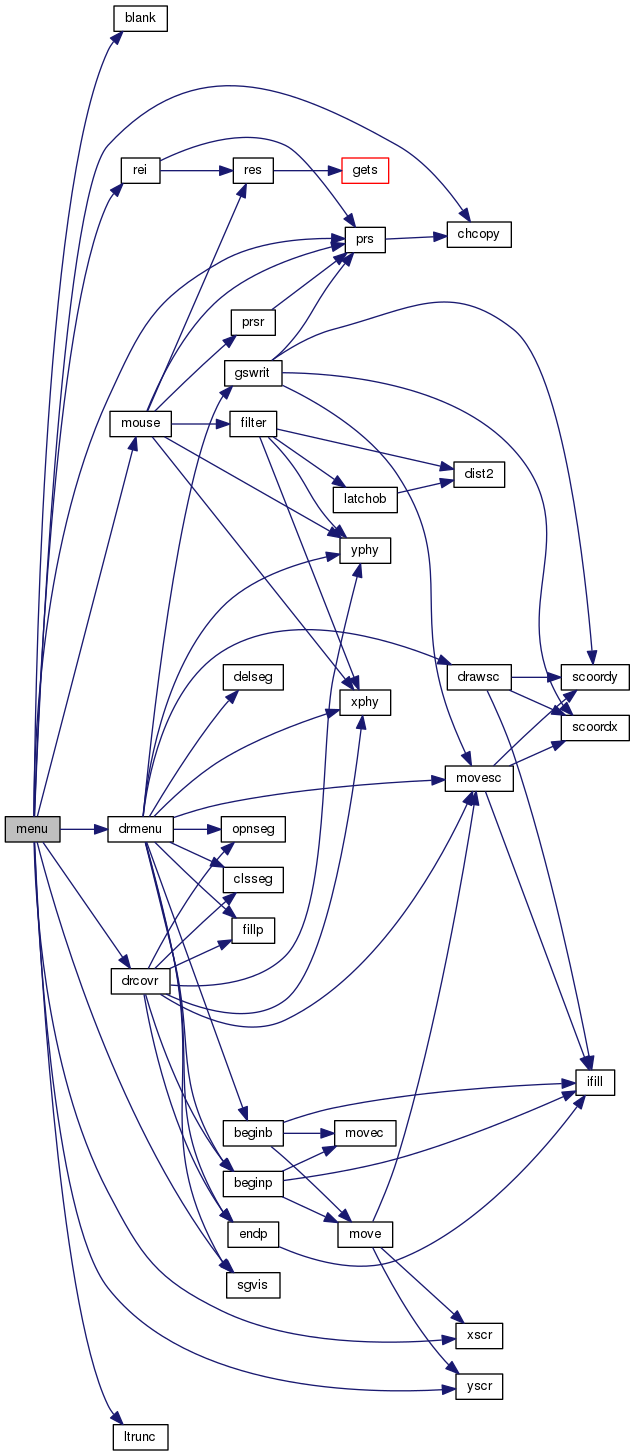 blank
rei
res
gets
prs
chcopy
prsr
gswrit
mouse
filter
dist2
latchob
yphy
delseg
drawsc
scoordy
xphy
scoordx
movesc
menu
drmenu
opnseg
clsseg
fillp
drcovr
ifill
beginb
movec
beginp
endp
move
sgvis
xscr
yscr
ltrunc